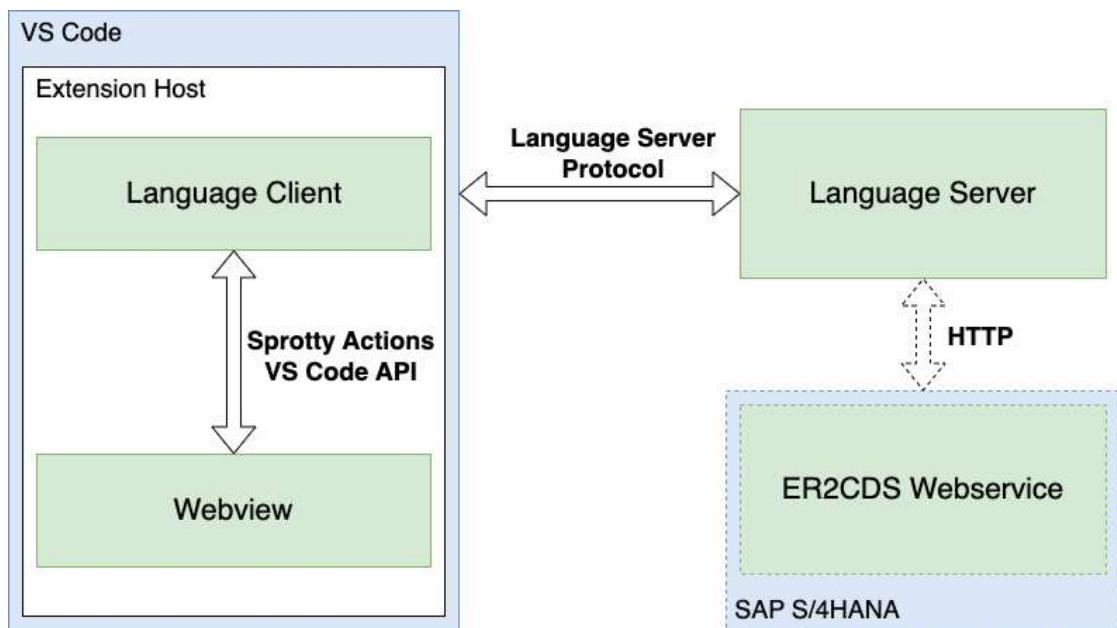 VS Code
Extension Host
Language Client
Sprotty Actions
VS Code API
Webview
Language Server
Protocol
Language Server
HTTP
ER2CDS Webservice
SAP S/4HANA